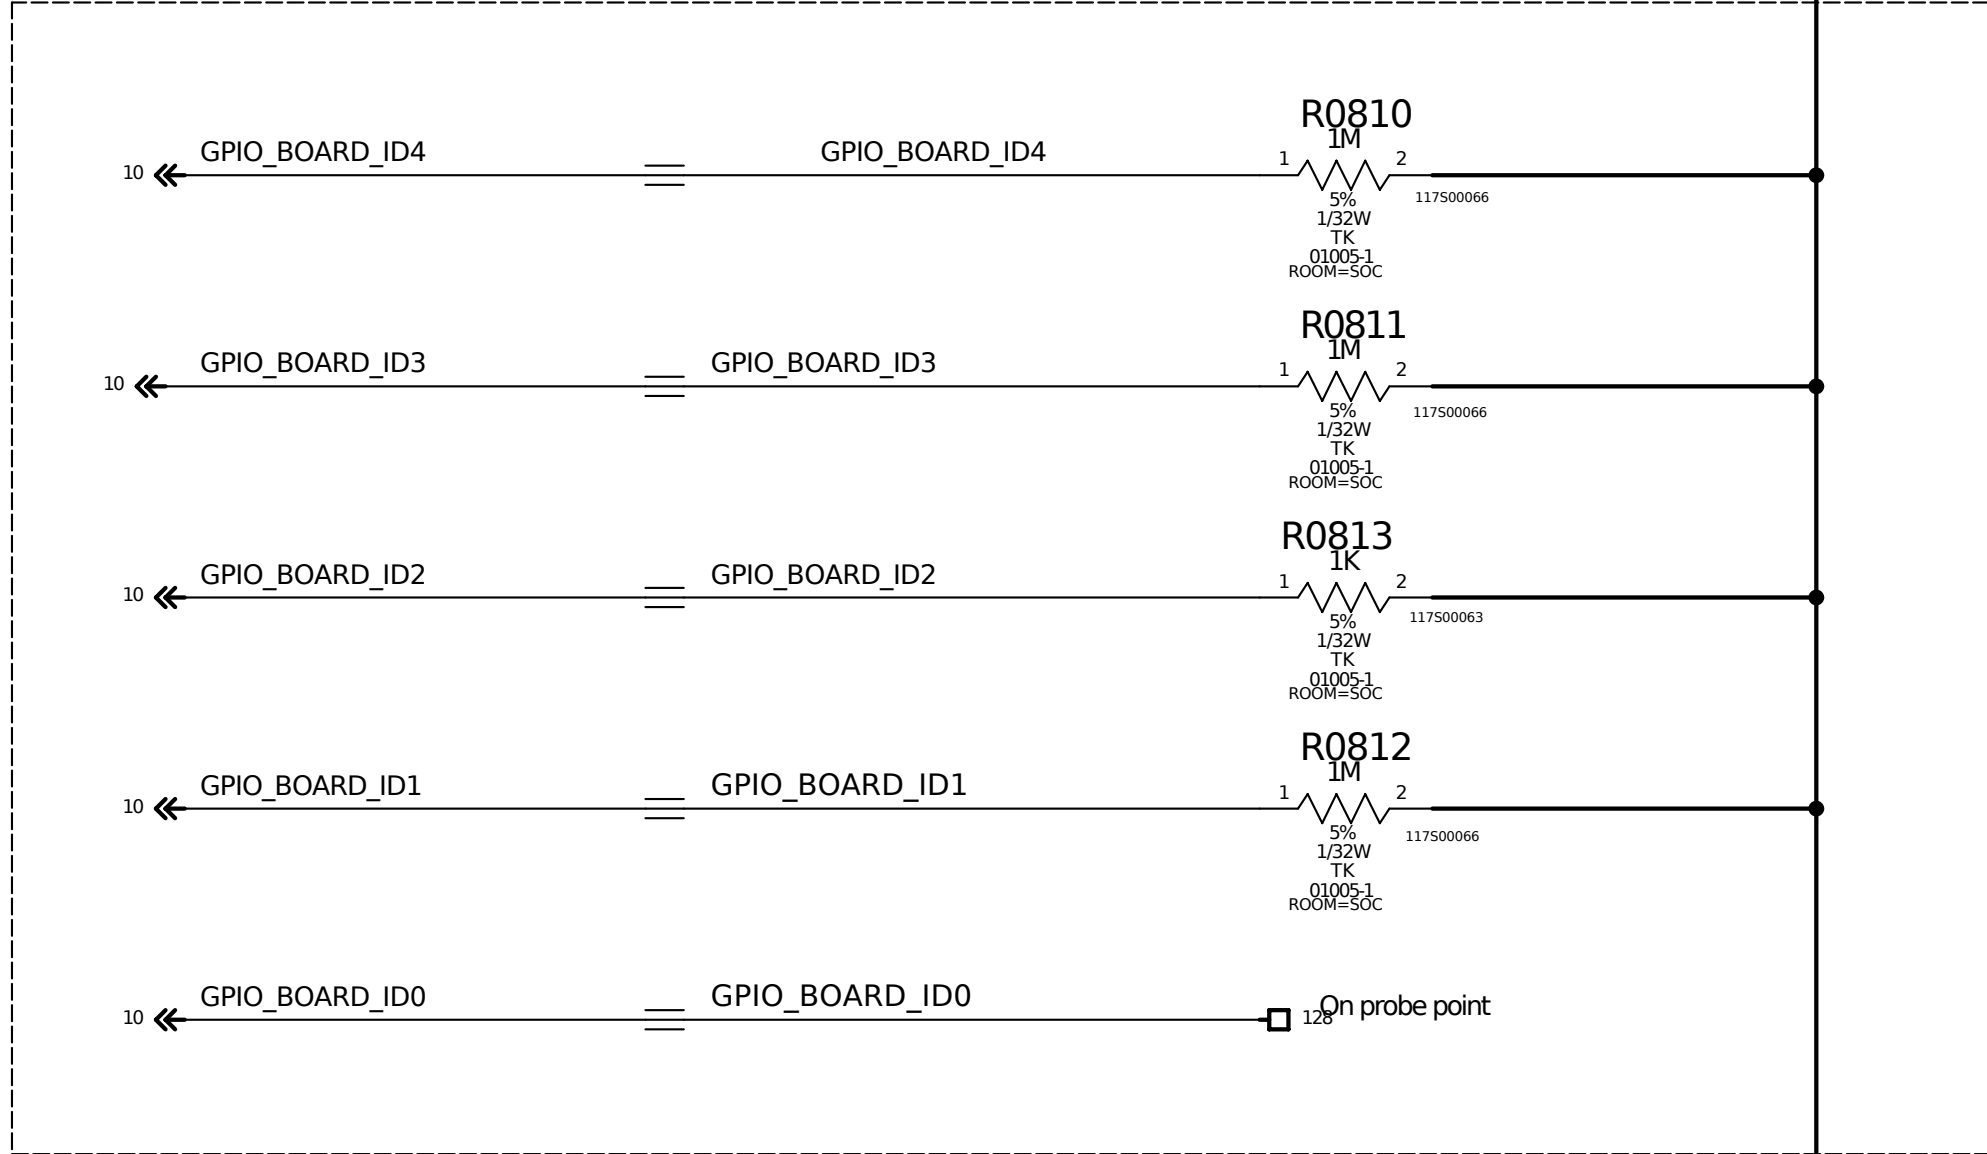 R0810
1M
GPIO_BOARD_ID4
GPIO_BOARD_ID4
10
1
2
117S00066
5%
1/32W
TK
01005-1
ROOM=SOC
R0811
1M
GPIO_BOARD_ID3
GPIO_BOARD_ID3
10
1
2
117S00066
5%
1/32W
TK
01005-1
ROOM=SOC
R0813
1K
GPIO_BOARD_ID2
GPIO_BOARD_ID2
10
1
2
117S00063
5%
1/32W
TK
01005-1
ROOM=SOC
R0812
1M
GPIO_BOARD_ID1
GPIO_BOARD_ID1
10
1
2
117S00066
5%
1/32W
TK
01005-1
ROOM=SOC
GPIO_BOARD_ID0
GPIO_BOARD_ID0
10
128
On probe point